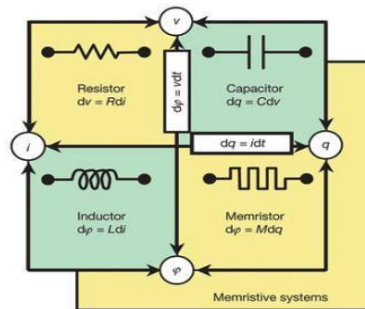 v
Resistor
dv = Rdi
dφ = vdt
Capacitor
dq = Cdv
i
dq = idt
q
Inductor
dφ = Ldi
Memristor
dφ = Mdq
φ
Memristive systems